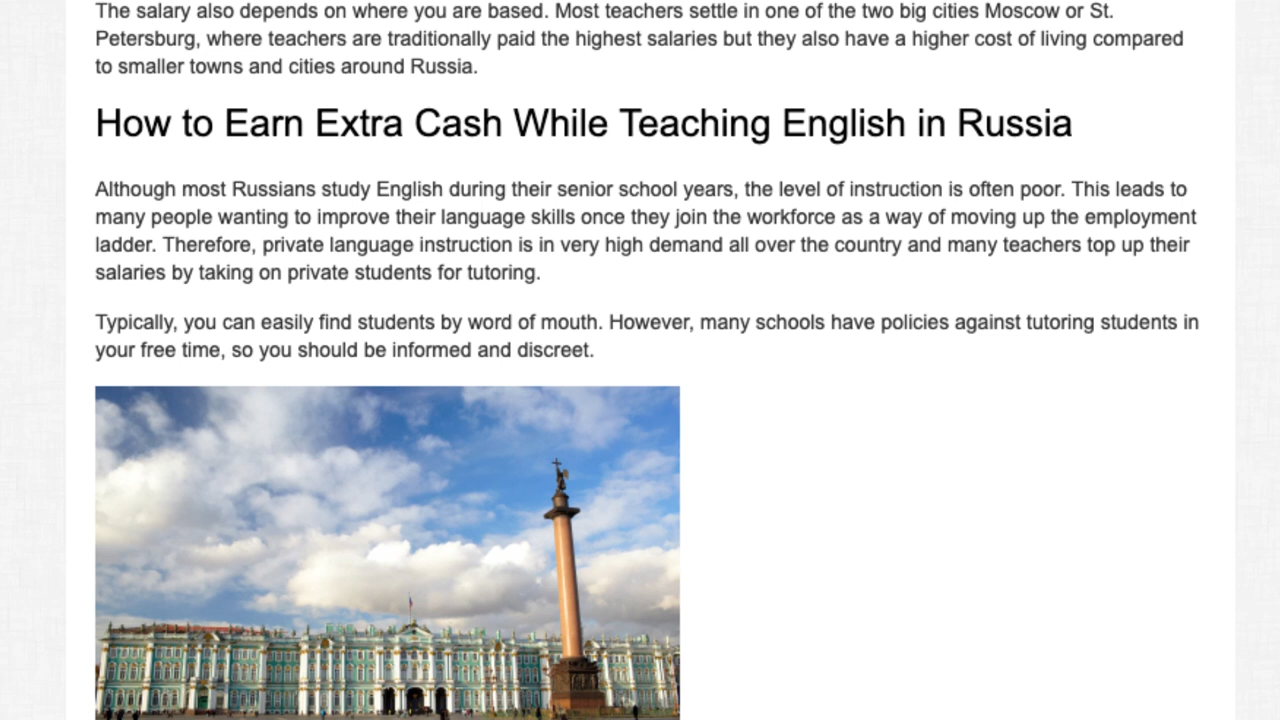 The salary also depends on where you are based. Most teachers settle in one of the two big cities Moscow or St.
Petersburg, where teachers are traditionally paid the highest salaries but they also have a higher cost of living compared
to smaller towns and cities around Russia.
How to Earn Extra Cash While Teaching English in Russia
Although most Russians study English during their senior school years, the level of instruction is often poor. This leads to
many people wanting to improve their language skills once they join the workforce as a way of moving up the employment
ladder. Therefore, private language instruction is in very high demand all over the country and many teachers top up their
salaries by taking on private students for tutoring.
Typically, you can easily find students by word of mouth. However, many schools have policies against tutoring students in
your free time, so you should be informed and discreet.